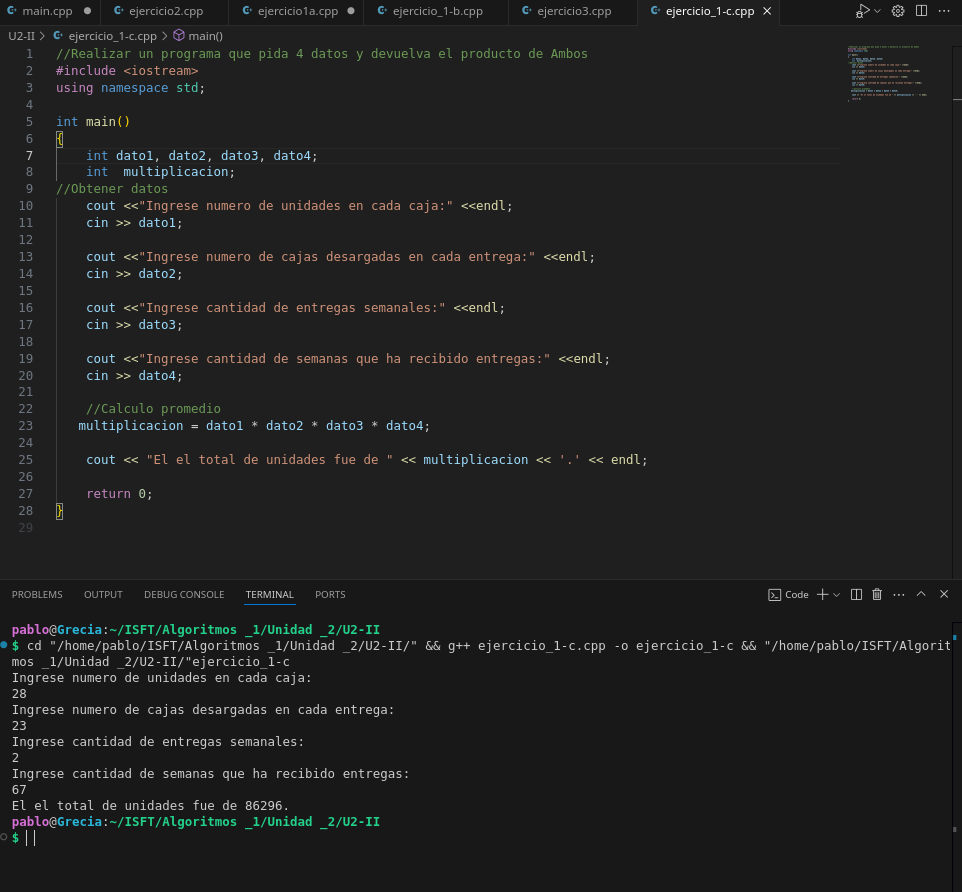 main.cpp ● ejercicio2.cpp ejercicio1a.cpp ● ejercicio_1-b.cpp ejercicio3.cpp ejercicio_1-c.cpp
U2-II > ejercicio_1-c.cpp > main()
1 //Realizar un programa que pida 4 datos y devuelva el producto de Ambos
2 #include <iostream>
3 using namespace std;
4
5 int main()
6 {
7 int dato1, dato2, dato3, dato4;
8 int  multiplicacion;
9 //Obtener datos
10 cout <<"Ingrese numero de unidades en cada caja:" <<endl;
11 cin >> dato1;
12
13 cout <<"Ingrese numero de cajas desargadas en cada entrega:" <<endl;
14 cin >> dato2;
15
16 cout <<"Ingrese cantidad de entregas semanales:" <<endl;
17 cin >> dato3;
18
19 cout <<"Ingrese cantidad de semanas que ha recibido entregas:" <<endl;
20 cin >> dato4;
21
22 //Calculo promedio
23 multiplicacion = dato1 * dato2 * dato3 * dato4;
24
25 cout << "El el total de unidades fue de " << multiplicacion << '.' << endl;
26
27 return 0;
28 }
29
PROBLEMS OUTPUT DEBUG CONSOLE TERMINAL PORTS Code
pablo@Grecia:~/ISFT/Algoritmos _1/Unidad _2/U2-II
$ cd "/home/pablo/ISFT/Algoritmos _1/Unidad _2/U2-II/" && g++ ejercicio_1-c.cpp -o ejercicio_1-c && "/home/pablo/ISFT/Algorit
mos _1/Unidad _2/U2-II/"ejercicio_1-c
Ingrese numero de unidades en cada caja:
28
Ingrese numero de cajas desargadas en cada entrega:
23
Ingrese cantidad de entregas semanales:
2
Ingrese cantidad de semanas que ha recibido entregas:
67
El el total de unidades fue de 86296.
pablo@Grecia:~/ISFT/Algoritmos _1/Unidad _2/U2-II
$